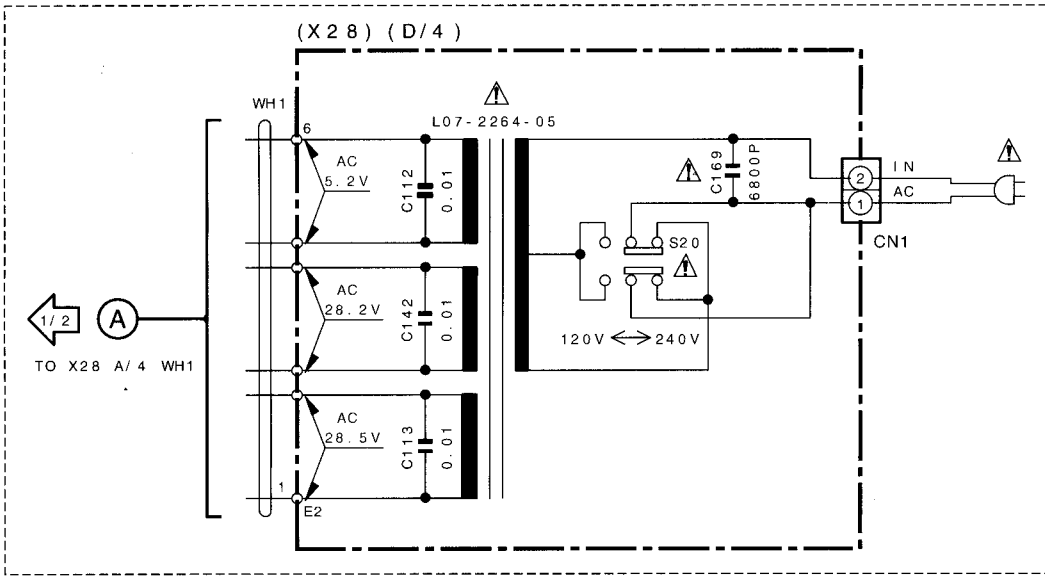 (X28) (D/4)
WH1
6
AC
5.2V
C112
0.01
L07-2264-05
C169
6800P
2
IN
1
AC
CN1
S20
AC
28.2V
C142
0.01
120V
240V
1/2
A
TO X28 A/4 WH1
AC
28.5V
C113
0.01
1
E2